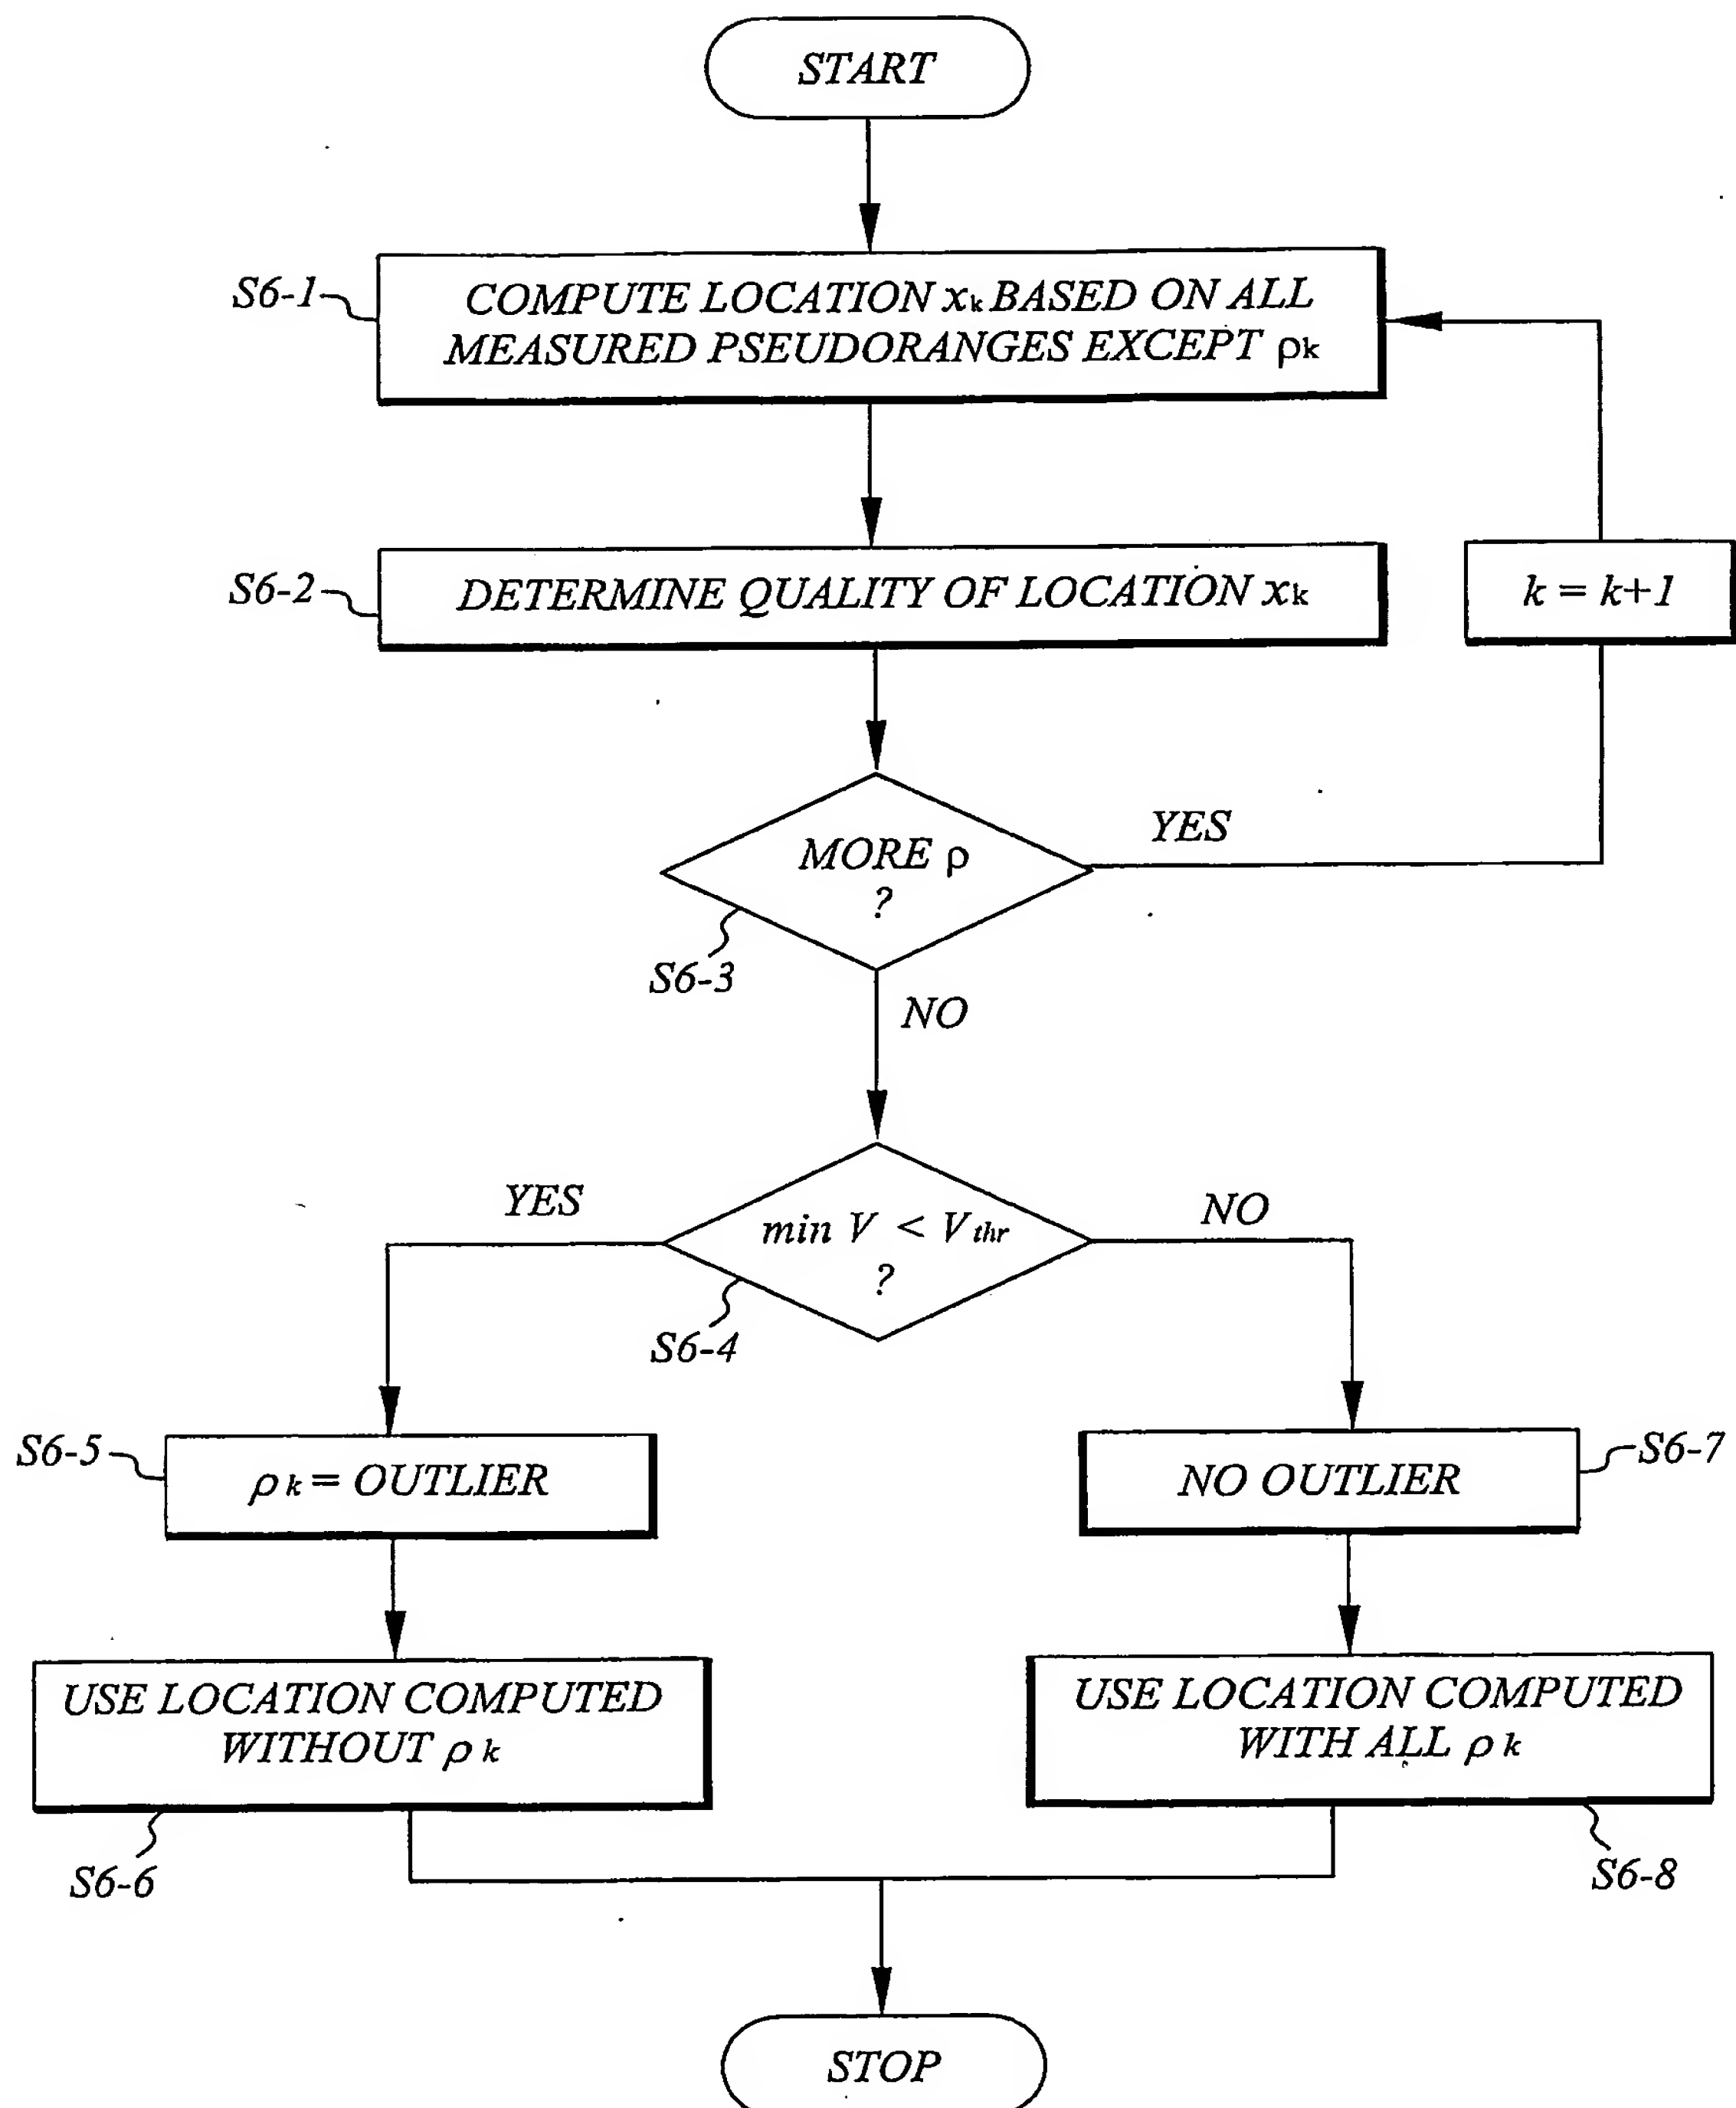 START
S6-1
COMPUTE LOCATION xk BASED ON ALL
MEASURED PSEUDORANGES EXCEPT ρk
S6-2
DETERMINE QUALITY OF LOCATION xk
k = k+1
MORE ρ
?
YES
S6-3
NO
min V < Vthr
?
YES
NO
S6-4
S6-5
ρk = OUTLIER
NO OUTLIER
S6-7
USE LOCATION COMPUTED
WITHOUT ρk
USE LOCATION COMPUTED
WITH ALL ρk
S6-6
S6-8
STOP